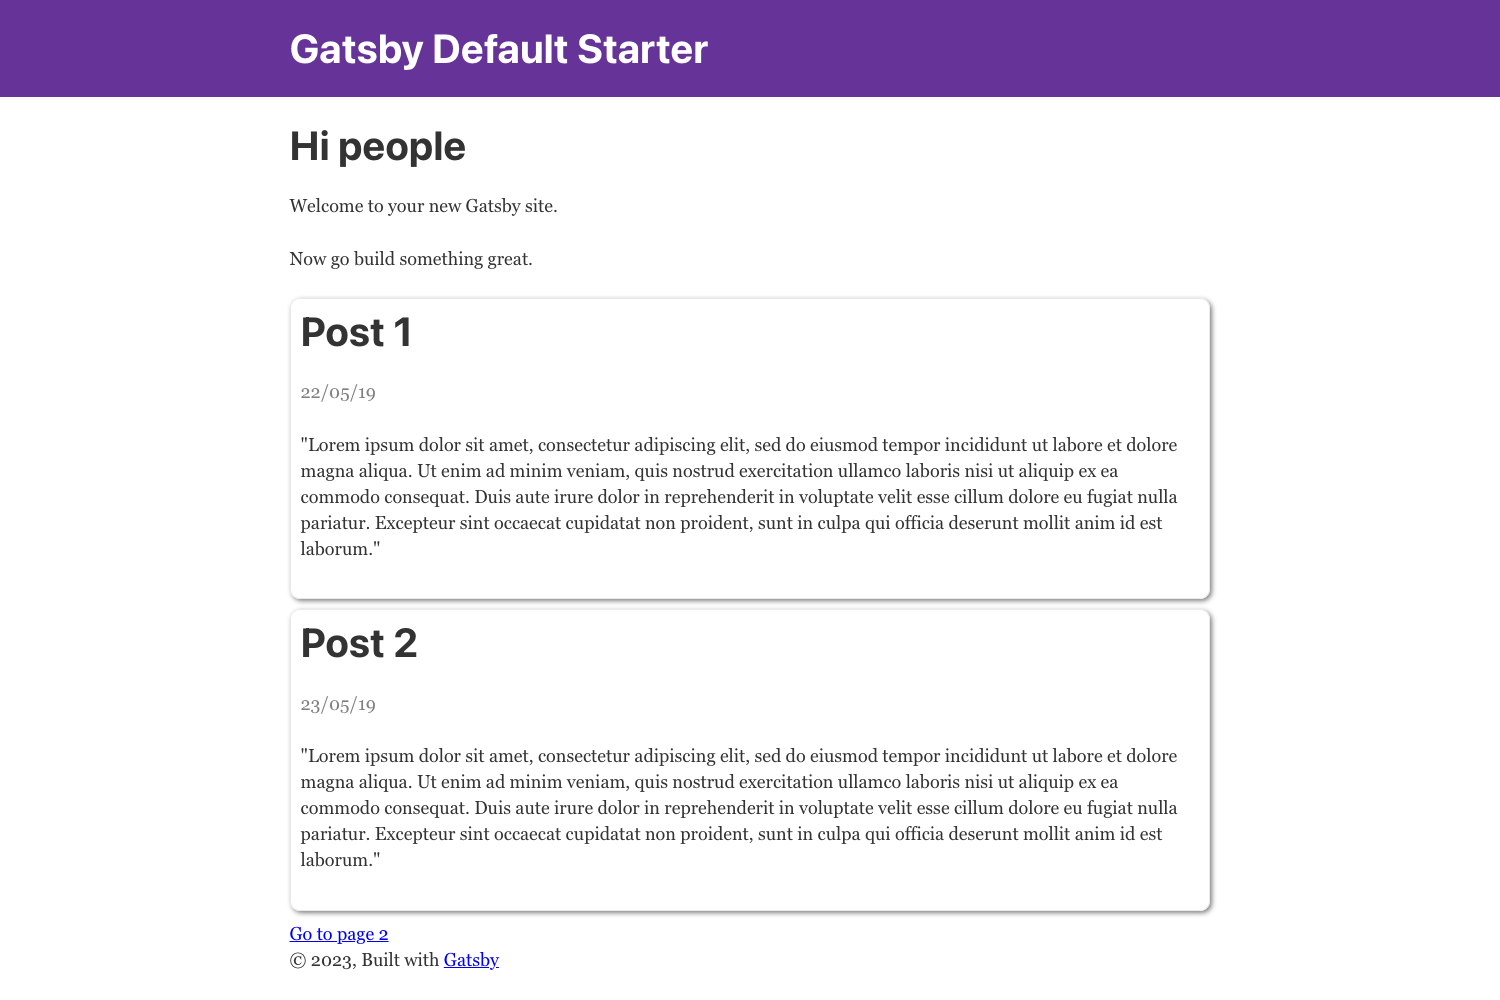 Gatsby Default Starter
Hi people
Welcome to your new Gatsby site.
Now go build something great.
Post 1
22/05/19
"Lorem ipsum dolor sit amet, consectetur adipiscing elit, sed do eiusmod tempor incididunt ut labore et dolore
magna aliqua. Ut enim ad minim veniam, quis nostrud exercitation ullamco laboris nisi ut aliquip ex ea
commodo consequat. Duis aute irure dolor in reprehenderit in voluptate velit esse cillum dolore eu fugiat nulla
pariatur. Excepteur sint occaecat cupidatat non proident, sunt in culpa qui officia deserunt mollit anim id est
laborum."
Post 2
23/05/19
"Lorem ipsum dolor sit amet, consectetur adipiscing elit, sed do eiusmod tempor incididunt ut labore et dolore
magna aliqua. Ut enim ad minim veniam, quis nostrud exercitation ullamco laboris nisi ut aliquip ex ea
commodo consequat. Duis aute irure dolor in reprehenderit in voluptate velit esse cillum dolore eu fugiat nulla
pariatur. Excepteur sint occaecat cupidatat non proident, sunt in culpa qui officia deserunt mollit anim id est
laborum."
Go to page 2
© 2023, Built with Gatsby